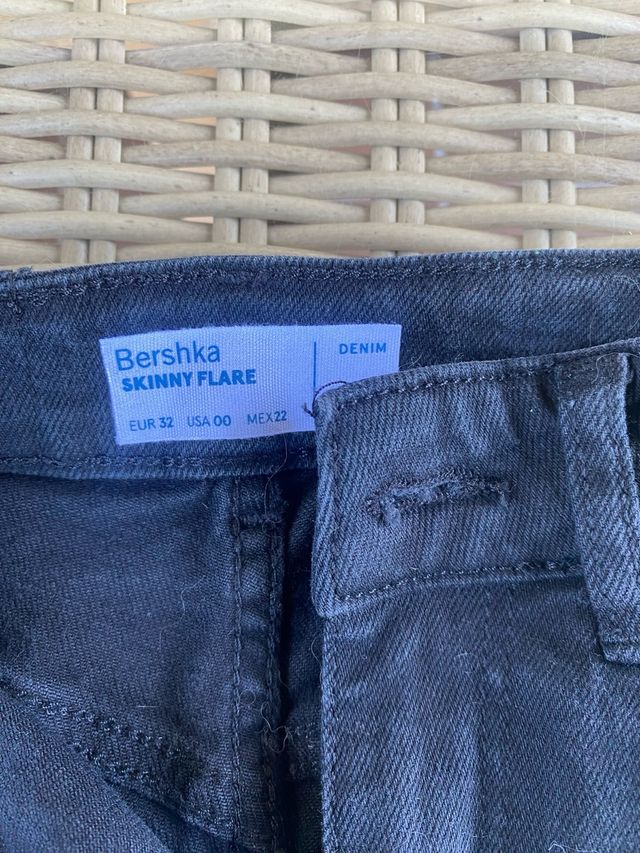 Bershka
SKINNY FLARE
DENIM
EUR 32 USA 00 MEX 22